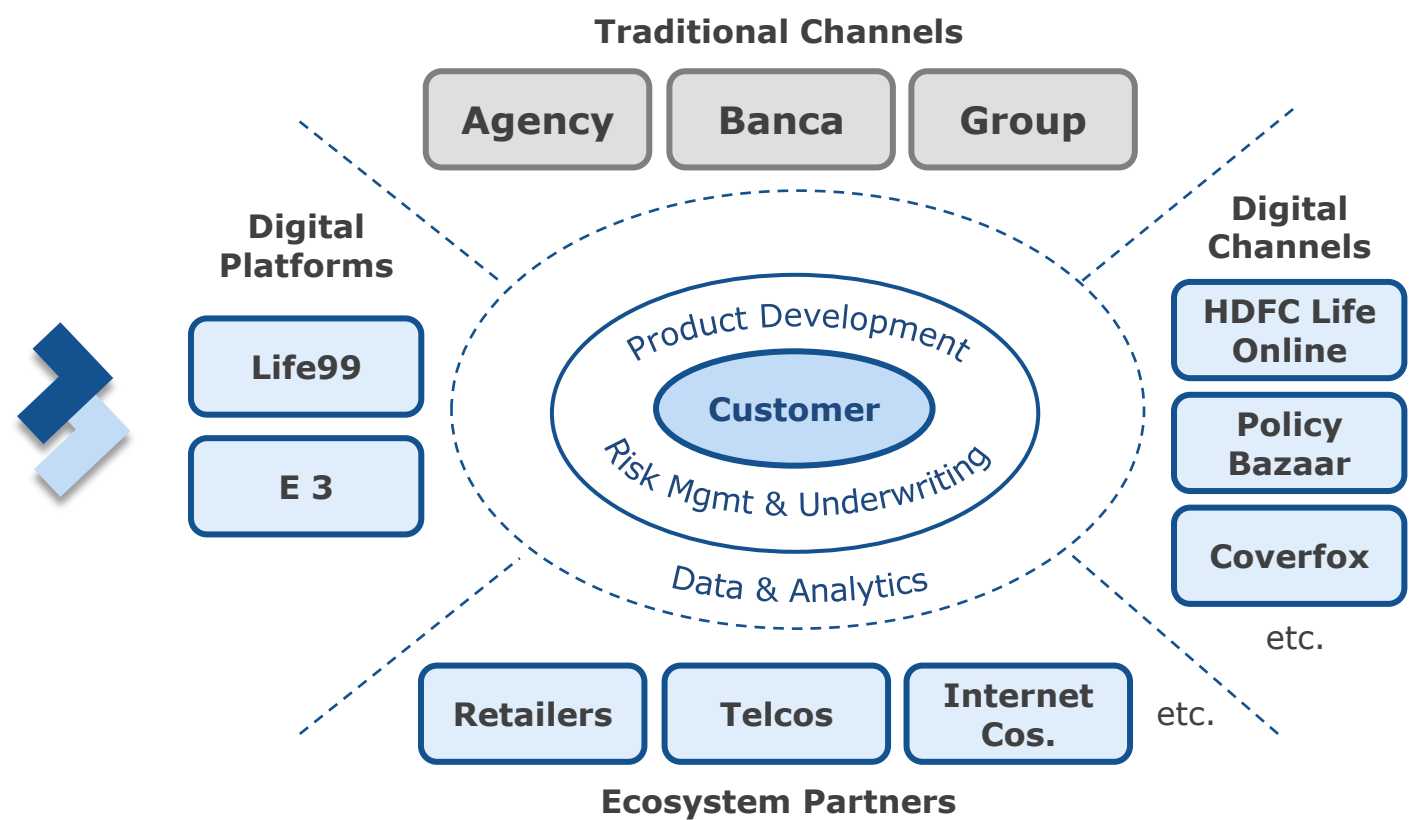 Traditional Channels
Agency
Banca
Group
Digital
Platforms
Life99
E 3
Product Development
Customer
Risk Mgmt & Underwriting
Data & Analytics
Digital
Channels
HDFC Life
Online
Policy
Bazaar
Coverfox
etc.
Retailers
Telcos
Internet
Cos.
etc.
Ecosystem Partners